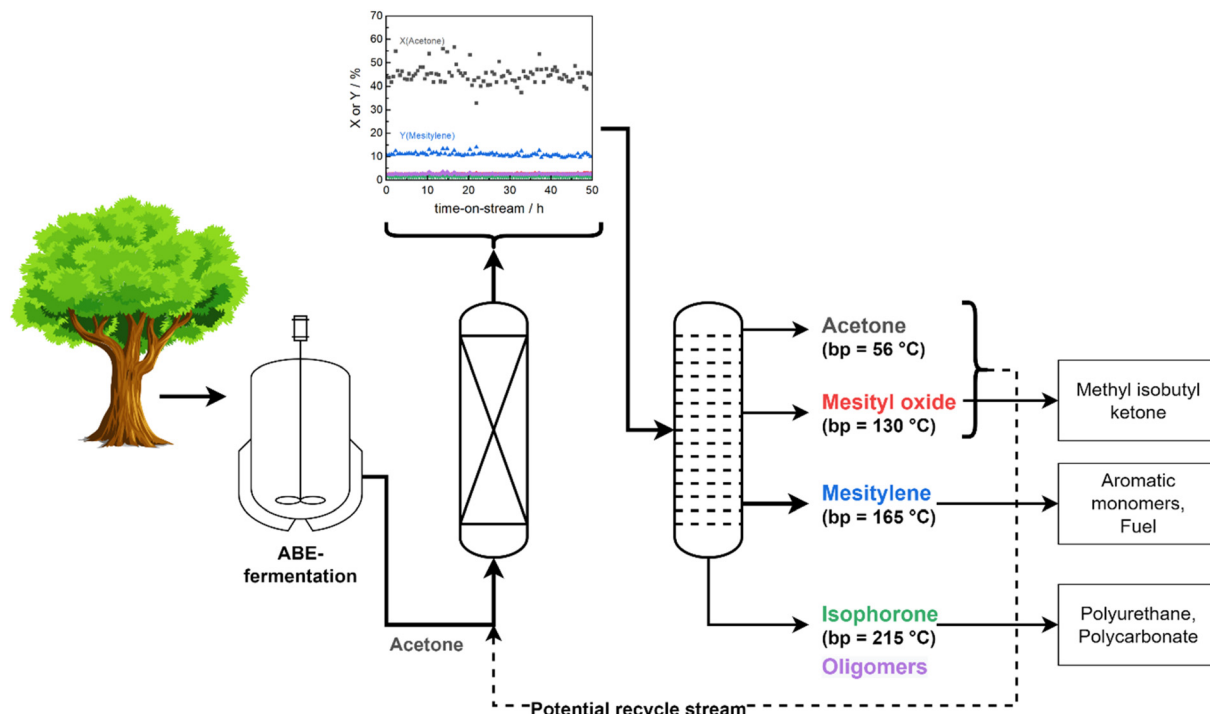 70
60
50
40
30
20
10
0
X or Y / %
X(Acetone)
Y(Mesitylene)
0 10 20 30 40 50
time-on-stream / h
ABE-
fermentation
Acetone
Acetone
(bp = 56 °C)
Mesityl oxide
(bp = 130 °C)
Mesitylene
(bp = 165 °C)
Isophorone
(bp = 215 °C)
Oligomers
Methyl isobutyl
ketone
Aromatic
monomers,
Fuel
Polyurethane,
Polycarbonate
Potential recycle stream